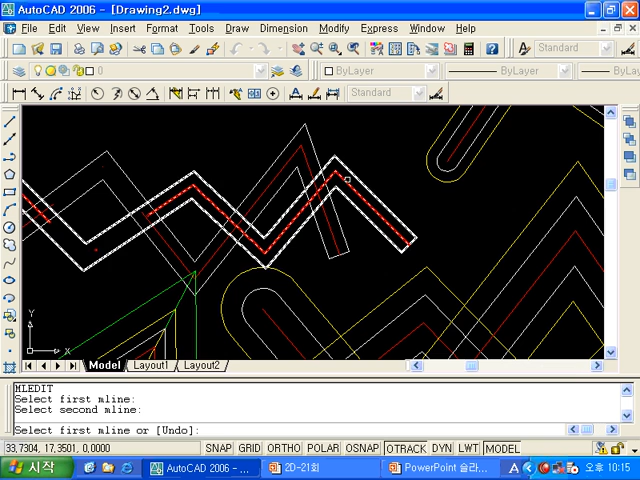 AutoCAD 2006 - [Drawing2.dwg]
File Edit View Insert Format Tools Draw Dimension Modify Express Window Help
Standard
0 ByLayer ByLayer ByLay
Standard
Y
X
Model Layout1 Layout2
MLEDIT
Select first mline:
Select second mline:
Select first mline or [Undo]:
33,7304, 17,3501, 0,0000 SNAP GRID ORTHO POLAR OSNAP OTRACK DYN LWT MODEL
시작 AutoCAD 2006 - ... 2D-21회 PowerPoint 슬라... A 오전 10:15